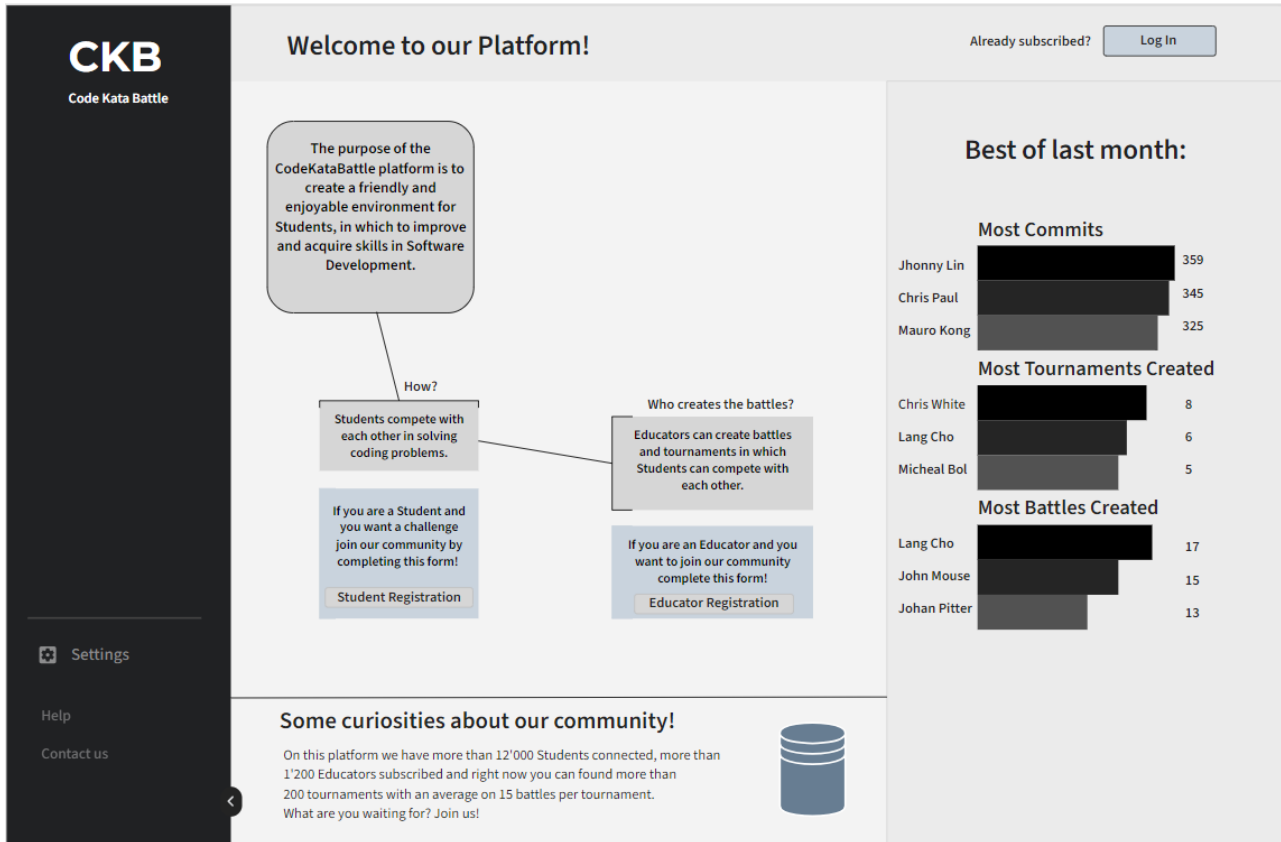 CKB
Code Kata Battle
Settings
Help
Contact us
Welcome to our Platform!
Already subscribed?
Log In
The purpose of the
CodeKataBattle platform is to
create a friendly and
enjoyable environment for
Students, in which to improve
and acquire skills in Software
Development.
How?
Students compete with
each other in solving
coding problems.
If you are a Student and
you want a challenge
join our community by
completing this form!
Student Registration
Who creates the battles?
Educators can create battles
and tournaments in which
Students can compete with
each other.
If you are an Educator and you
want to join our community
complete this form!
Educator Registration
Some curiosities about our community!
On this platform we have more than 12'000 Students connected, more than
1'200 Educators subscribed and right now you can found more than
200 tournaments with an average on 15 battles per tournament.
What are you waiting for? Join us!
Best of last month:
Most Commits
Jhonny Lin 359
Chris Paul 345
Mauro Kong 325
Most Tournaments Created
Chris White 8
Lang Cho 6
Micheal Bol 5
Most Battles Created
Lang Cho 17
John Mouse 15
Johan Pitter 13